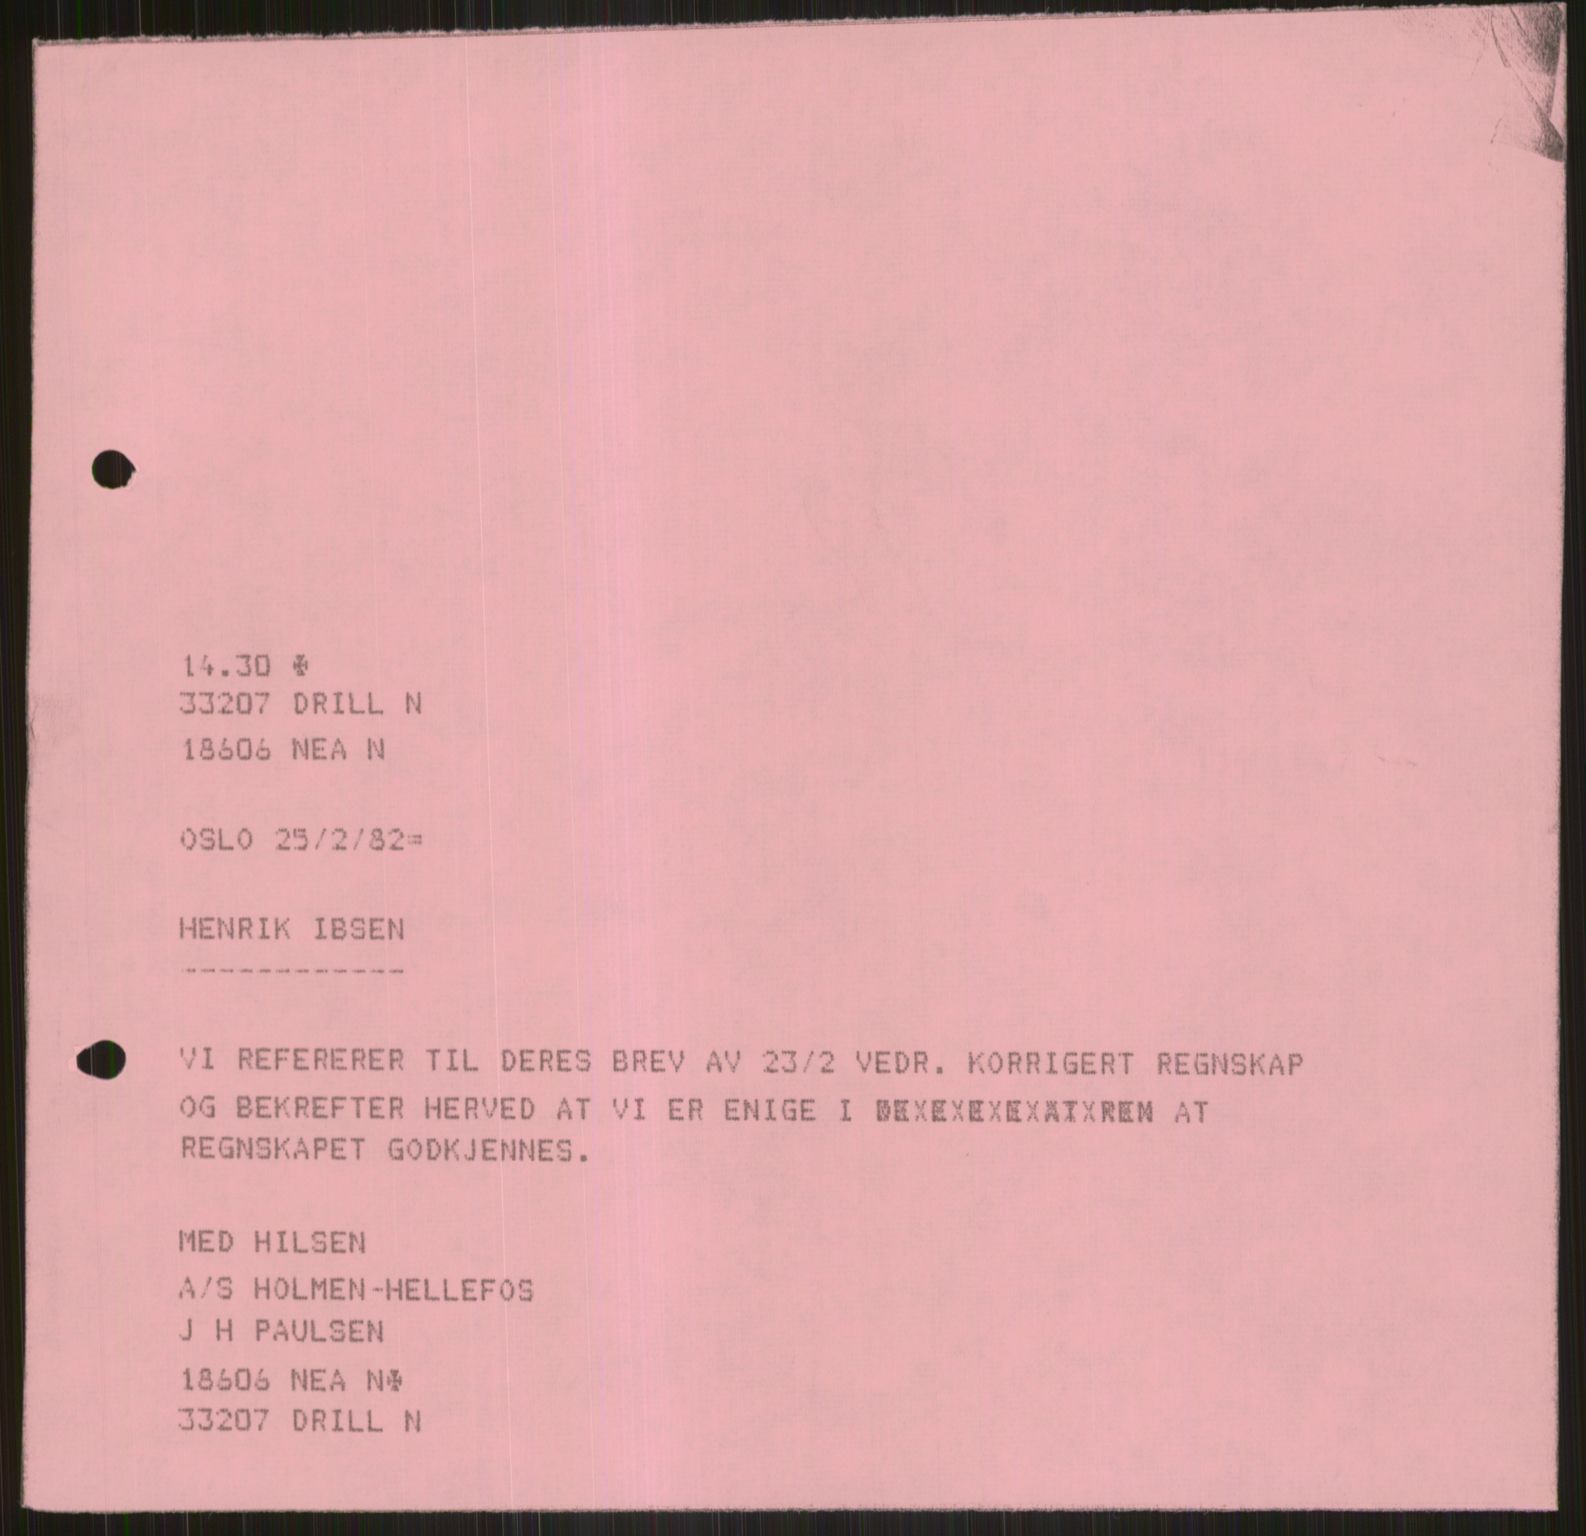 14.30 ✠
33207 DRILL N
18606 NEA N
OSLO 25/2/82=
HENRIK IBSEN
-------------
VI REFERERER TIL DERES BREV AV 23/2 VEDR. KORRIGERT REGNSKAP
OG BEKREFTER HERVED AT VI ER ENIGE I AT
REGNSKAPET GODKJENNES.
MED HILSEN
A/S HOLMEN-HELLEFOS
J H PAULSEN
18606 NEA N✠
33207 DRILL N